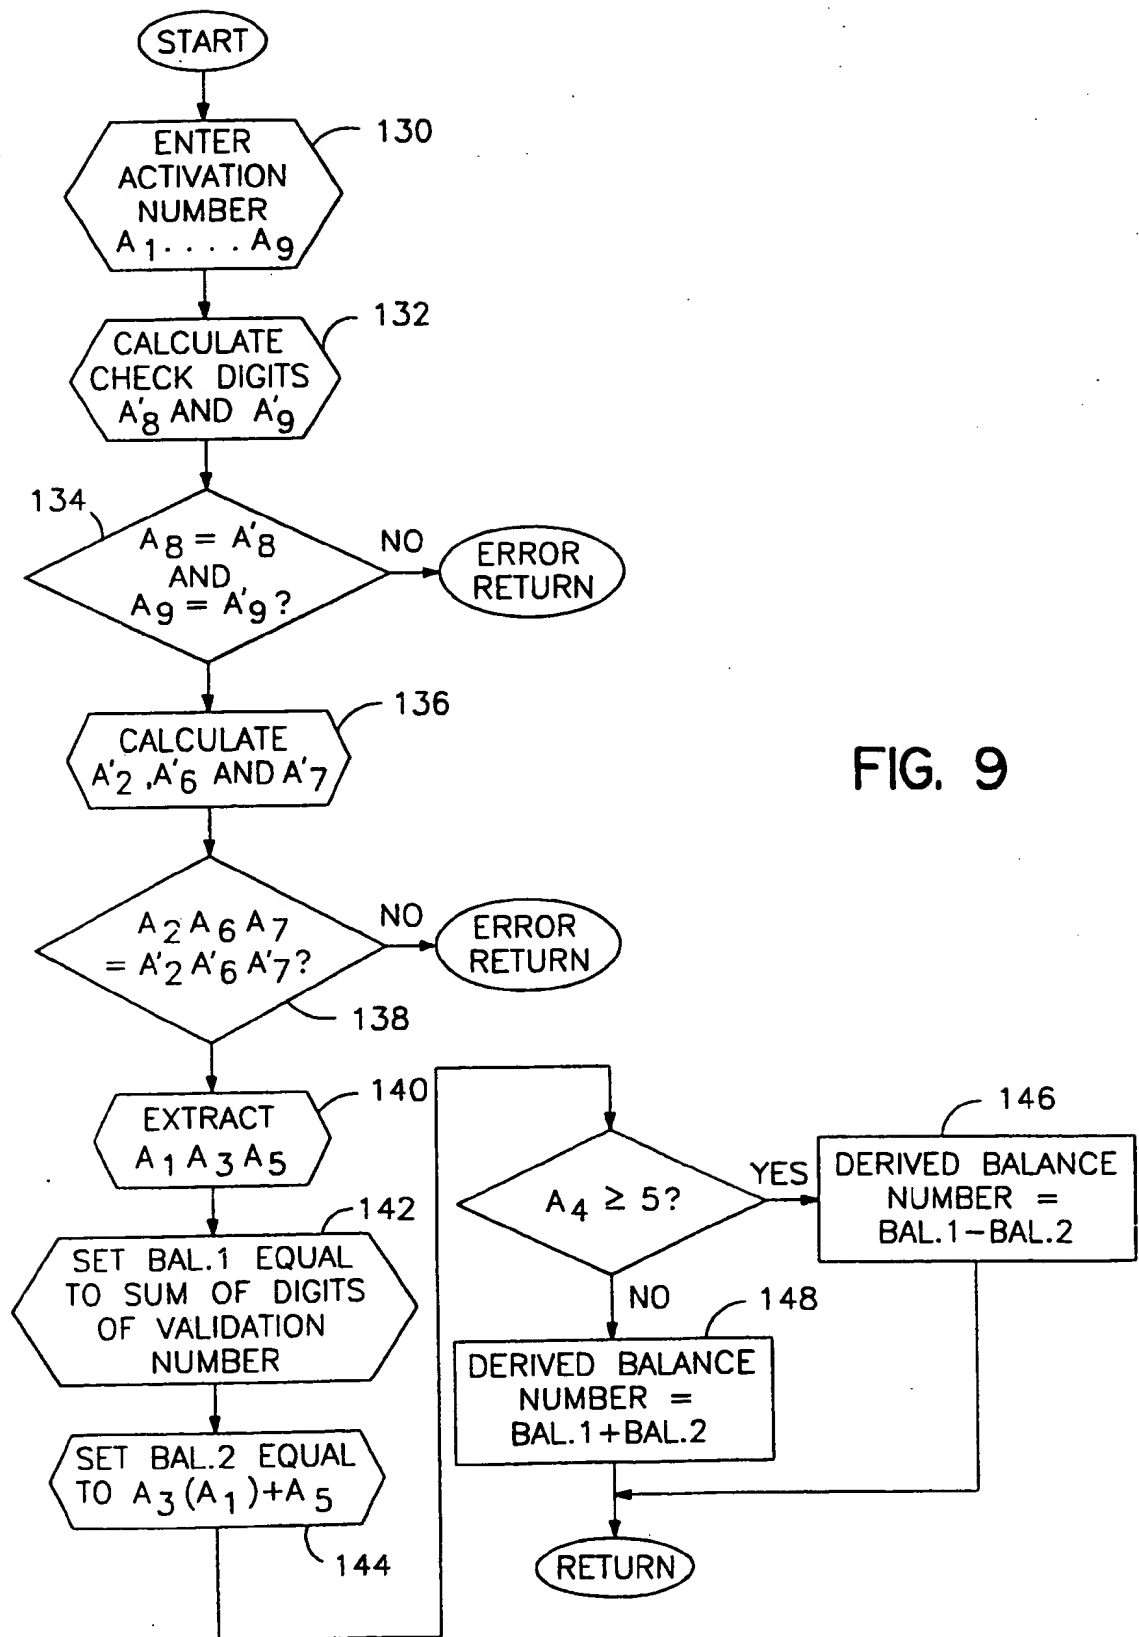 START
130
ENTER
ACTIVATION
NUMBER
A1. . . . A9
132
CALCULATE
CHECK DIGITS
A'8 AND A'9
134
A8 = A'8
AND
A9 = A'9?
NO
ERROR
RETURN
136
CALCULATE
A'2 ,A'6 AND A'7
FIG. 9
A2 A6 A7
= A'2 A'6 A'7?
NO
ERROR
RETURN
138
140
EXTRACT
A1 A3 A5
142
SET BAL.1 EQUAL
TO SUM OF DIGITS
OF VALIDATION
NUMBER
SET BAL.2 EQUAL
TO A3(A1)+A5
144
A4 ≥ 5?
YES
146
DERIVED BALANCE
NUMBER =
BAL.1-BAL.2
NO
148
DERIVED BALANCE
NUMBER =
BAL.1+BAL.2
RETURN